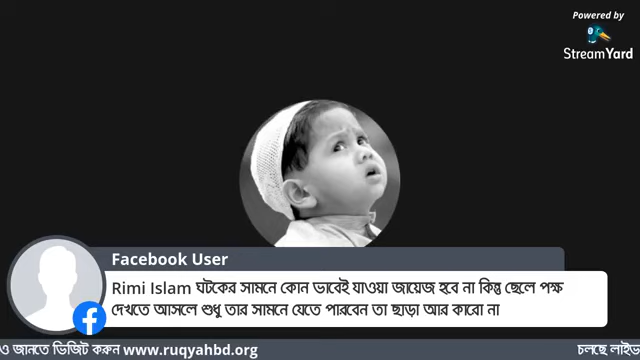 Powered by
StreamYard
Facebook User
Rimi Islam ঘটকের সামনে কোন ভাবেই যাওয়া জায়েজ হবে না কিন্তু ছেলে পক্ষ
দেখতে আসলে শুধু তার সামনে যেতে পারবেন তা ছাড়া আর কারো না
ও জানতে ভিজিট করুন www.ruqyahbd.org
চলছে লাইভ